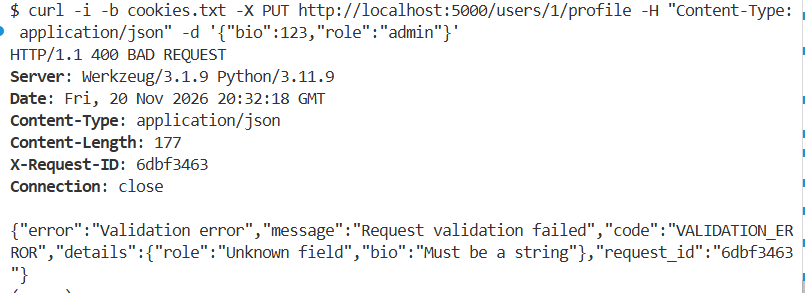 $ curl -i -b cookies.txt -X PUT http://localhost:5000/users/1/profile -H "Content-Type:
 application/json" -d '{"bio":123,"role":"admin"}'
HTTP/1.1 400 BAD REQUEST
Server: Werkzeug/3.1.9 Python/3.11.9
Date: Fri, 20 Nov 2026 20:32:18 GMT
Content-Type: application/json
Content-Length: 177
X-Request-ID: 6dbf3463
Connection: close

{"error":"Validation error","message":"Request validation failed","code":"VALIDATION_ER
ROR","details":{"role":"Unknown field","bio":"Must be a string"},"request_id":"6dbf3463
"}